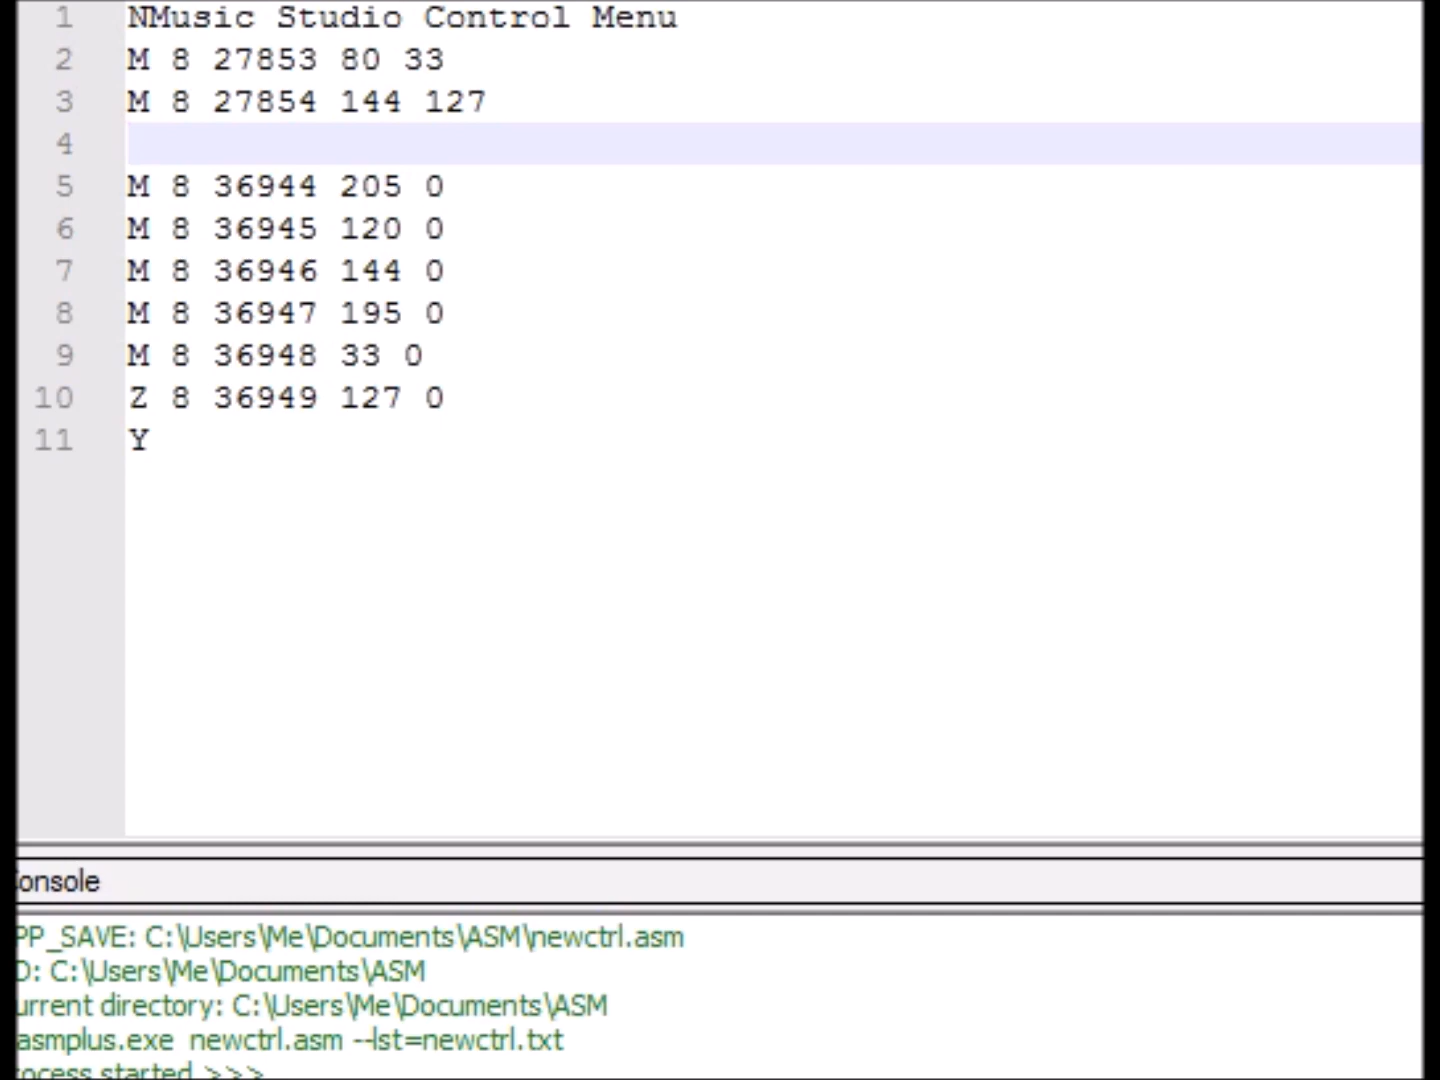 1 NMusic Studio Control Menu
2 M 8 27853 80 33
3 M 8 27854 144 127
4
5 M 8 36944 205 0
6 M 8 36945 120 0
7 M 8 36946 144 0
8 M 8 36947 195 0
9 M 8 36948 33 0
10 Z 8 36949 127 0
11 Y
onsole
PP_SAVE: C:\Users\Me\Documents\ASM\newctrl.asm
D: C:\Users\Me\Documents\ASM
urrent directory: C:\Users\Me\Documents\ASM
asmplus.exe newctrl.asm --lst=newctrl.txt
ocess started >>>